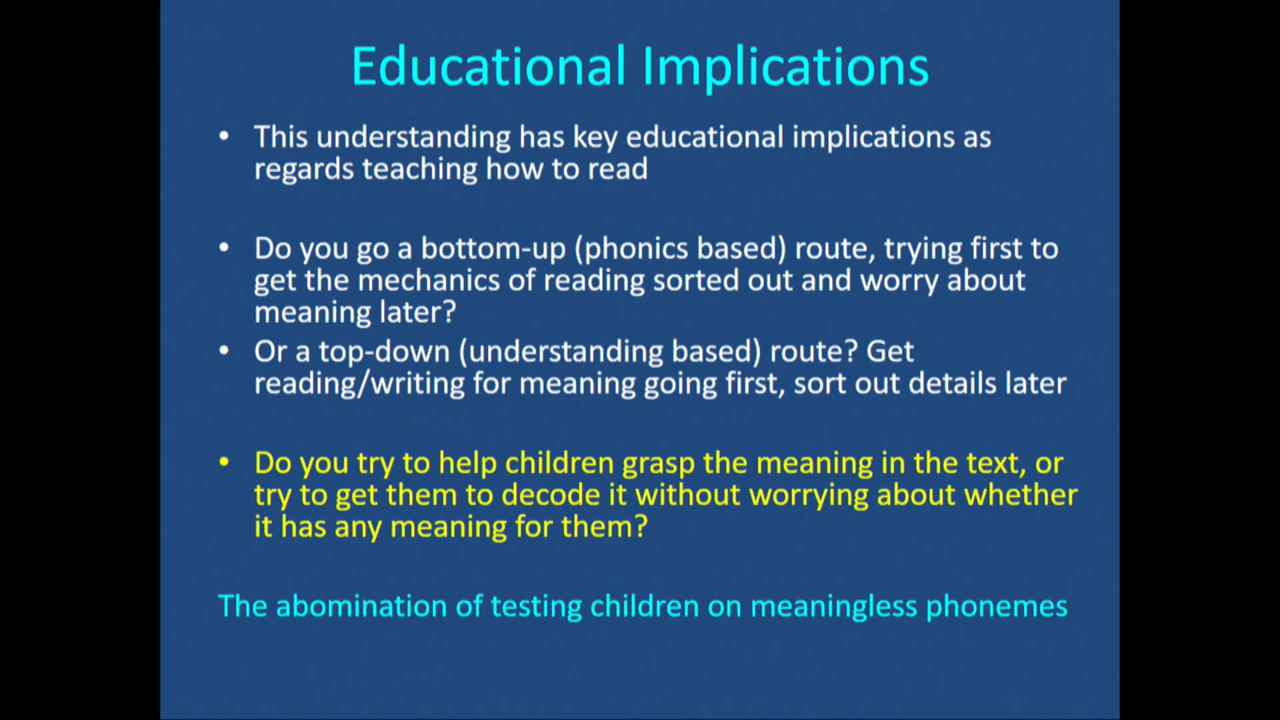 Educational Implications
• This understanding has key educational implications as
regards teaching how to read
• Do you go a bottom-up (phonics based) route, trying first to
get the mechanics of reading sorted out and worry about
meaning later?
• Or a top-down (understanding based) route? Get
reading/writing for meaning going first, sort out details later
• Do you try to help children grasp the meaning in the text, or
try to get them to decode it without worrying about whether
it has any meaning for them?
The abomination of testing children on meaningless phonemes